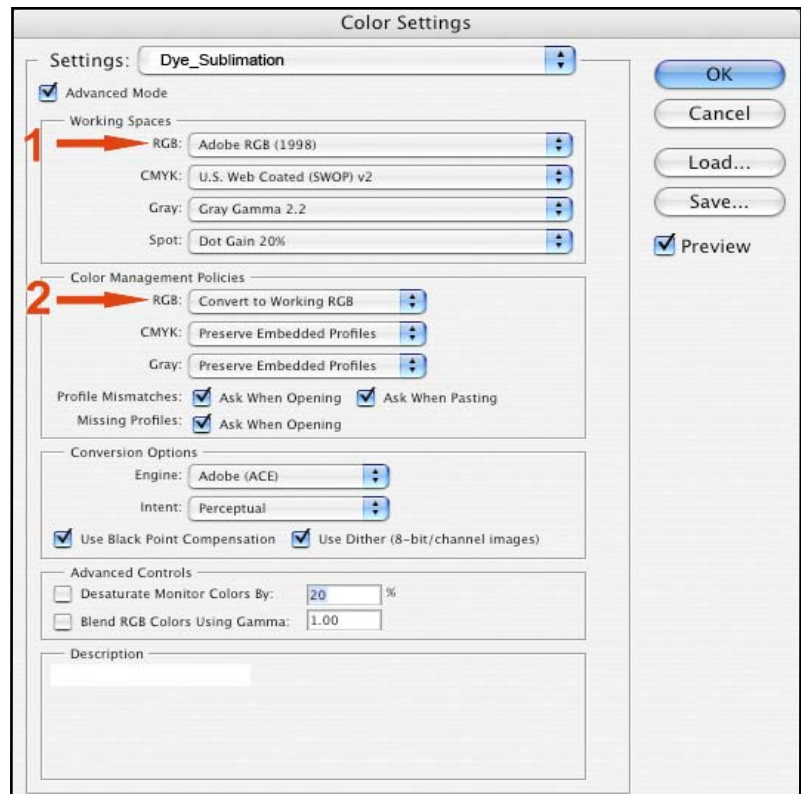 Color Settings
Settings: Dye_Sublimation
Advanced Mode
Working Spaces
1
RGB: Adobe RGB (1998)
CMYK: U.S. Web Coated (SWOP) v2
Gray: Gray Gamma 2.2
Spot: Dot Gain 20%
Color Management Policies
2
RGB: Convert to Working RGB
CMYK: Preserve Embedded Profiles
Gray: Preserve Embedded Profiles
Profile Mismatches: Ask When Opening Ask When Pasting
Missing Profiles: Ask When Opening
Conversion Options
Engine: Adobe (ACE)
Intent: Perceptual
Use Black Point Compensation Use Dither (8-bit/channel images)
Advanced Controls
Desaturate Monitor Colors By: 20 %
Blend RGB Colors Using Gamma: 1.00
Description
OK
Cancel
Load...
Save...
Preview